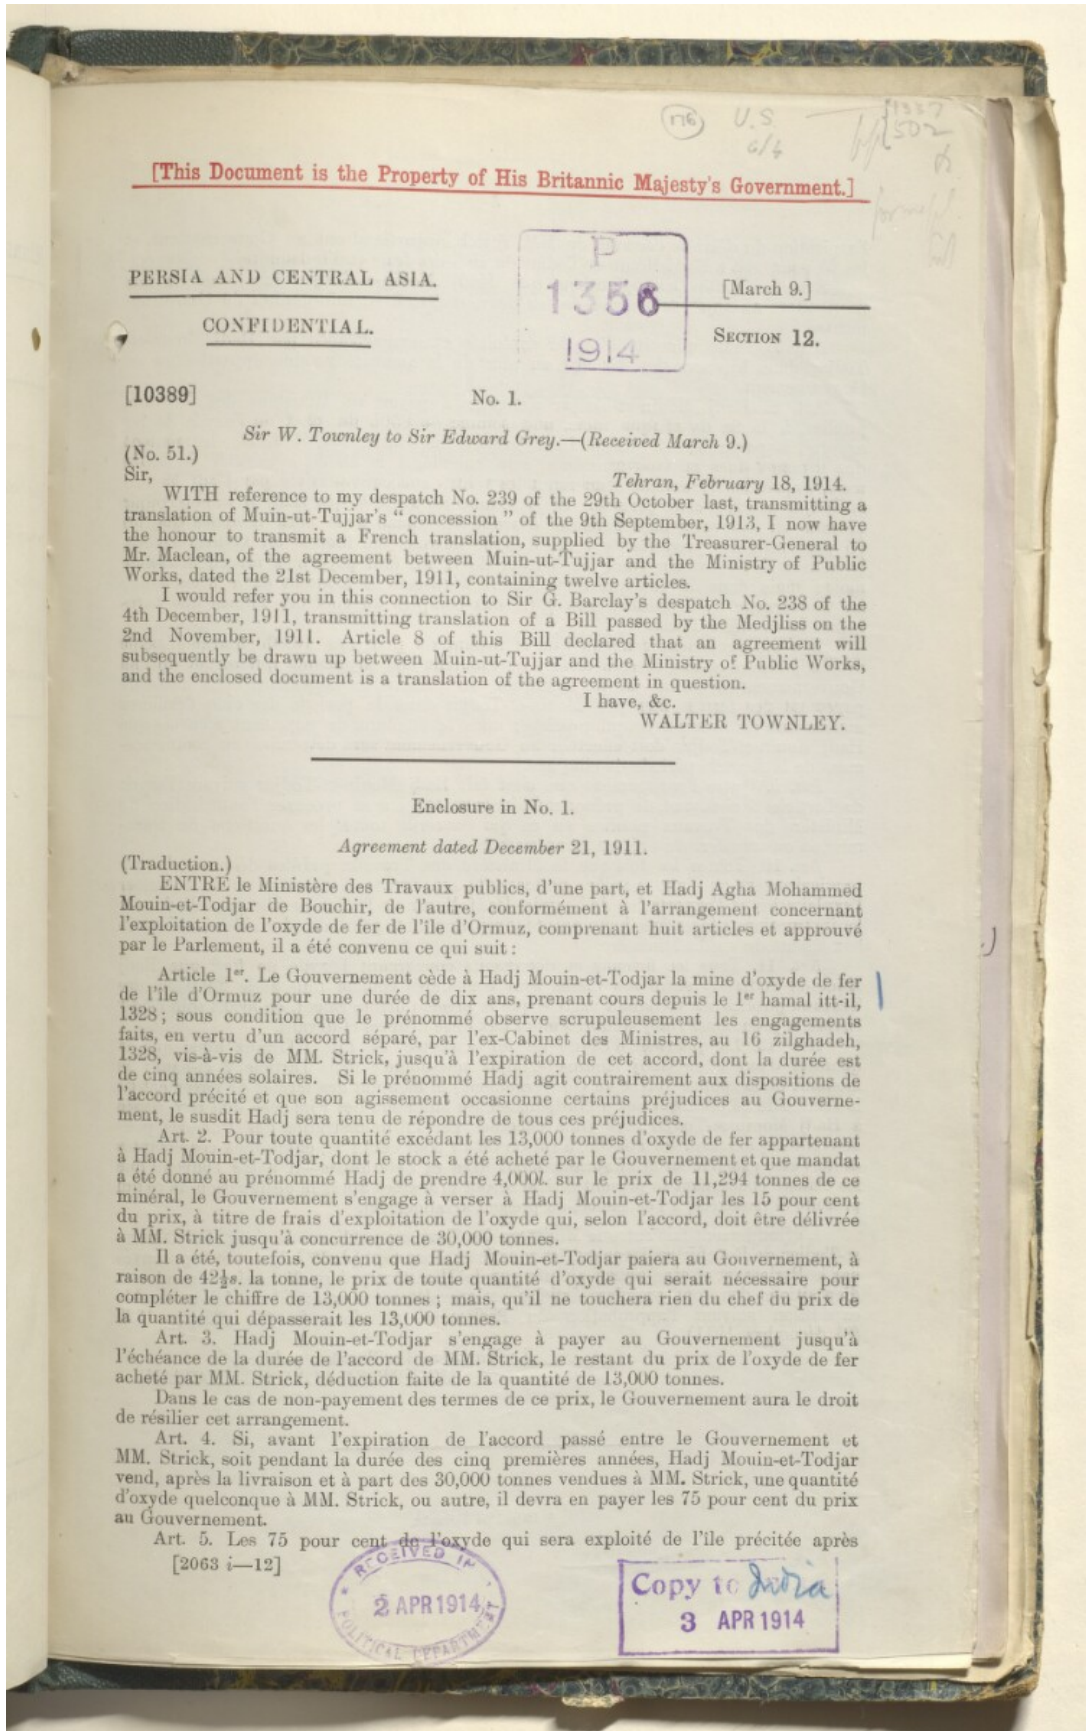 176
U.S
[This Document is the Property of His Britannic Majesty's Government.]
P
1356
1914
PERSIA AND CENTRAL ASIA.
[March 9.]
CONFIDENTIAL.
SECTION 12.
[10389]
No. 1.
Sir W. Townley to Sir Edward Grey.—(Received March 9.)
(No. 51.)
Sir,
Tehran, February 18, 1914.
WITH reference to my despatch No. 239 of the 29th October last, transmitting a
translation of Muin-ut-Tujjar's "concession" of the 9th September, 1913, I now have
the honour to transmit a French translation, supplied by the Treasurer-General to
Mr. Maclean, of the agreement between Muin-ut-Tujjar and the Ministry of Public
Works, dated the 21st December, 1911, containing twelve articles.
I would refer you in this connection to Sir G. Barclay's despatch No. 238 of the
4th December, 1911, transmitting translation of a Bill passed by the Medjliss on the
2nd November, 1911. Article 8 of this Bill declared that an agreement will
subsequently be drawn up between Muin-ut-Tujjar and the Ministry of Public Works,
and the enclosed document is a translation of the agreement in question.
I have, &c.
WALTER TOWNLEY.
Enclosure in No. 1.
Agreement dated December 21, 1911.
(Traduction.)
ENTRE le Ministère des Travaux publics, d'une part, et Hadj Agha Mohammed
Mouin-et-Todjar de Bouchir, de l'autre, conformément à l'arrangement concernant
l'exploitation de l'oxyde de fer de l'île d'Ormuz, comprenant huit articles et approuvé
par le Parlement, il a été convenu ce qui suit :
Article 1er. Le Gouvernement cède à Hadj Mouin-et-Todjar la mine d'oxyde de fer
de l'île d'Ormuz pour une durée de dix ans, prenant cours depuis le 1er hamal itt-il,
1328 ; sous condition que le prénommé observe scrupuleusement les engagements
faits, en vertu d'un accord séparé, par l'ex-Cabinet des Ministres, au 16 zilghadeh,
1328, vis-à-vis de MM. Strick, jusqu'à l'expiration de cet accord, dont la durée est
de cinq années solaires. Si le prénommé Hadj agit contrairement aux dispositions de
l'accord précité et que son agissement occasionne certains préjudices au Gouverne-
ment, le susdit Hadj sera tenu de répondre de tous ces préjudices.
Art. 2. Pour toute quantité excédant les 13,000 tonnes d'oxyde de fer appartenant
à Hadj Mouin-et-Todjar, dont le stock a été acheté par le Gouvernement et que mandat
a été donné au prénommé Hadj de prendre 4,000l. sur le prix de 11,294 tonnes de ce
minéral, le Gouvernement s'engage à verser à Hadj Mouin-et-Todjar les 15 pour cent
du prix, à titre de frais d'exploitation de l'oxyde qui, selon l'accord, doit être délivrée
à MM. Strick jusqu'à concurrence de 30,000 tonnes.
Il a été, toutefois, convenu que Hadj Mouin-et-Todjar paiera au Gouvernement, à
raison de 42½s. la tonne, le prix de toute quantité d'oxyde qui serait nécessaire pour
compléter le chiffre de 13,000 tonnes ; mais, qu'il ne touchera rien du chef du prix de
la quantité qui dépasserait les 13,000 tonnes.
Art. 3. Hadj Mouin-et-Todjar s'engage à payer au Gouvernement jusqu'à
l'échéance de la durée de l'accord de MM. Strick, le restant du prix de l'oxyde de fer
acheté par MM. Strick, déduction faite de la quantité de 13,000 tonnes.
Dans le cas de non-payement des termes de ce prix, le Gouvernement aura le droit
de résilier cet arrangement.
Art. 4. Si, avant l'expiration de l'accord passé entre le Gouvernement et
MM. Strick, soit pendant la durée des cinq premières années, Hadj Mouin-et-Todjar
vend, après la livraison et à part des 30,000 tonnes vendues à MM. Strick, une quantité
d'oxyde quelconque à MM. Strick, ou autre, il devra en payer les 75 pour cent du prix
au Gouvernement.
Art. 5. Les 75 pour cent de l'oxyde qui sera exploité de l'île précitée après
[2063 i—12]
RECEIVED IN
2 APR 1914
POLITICAL DEPARTMENT
Copy to India
3 APR 1914